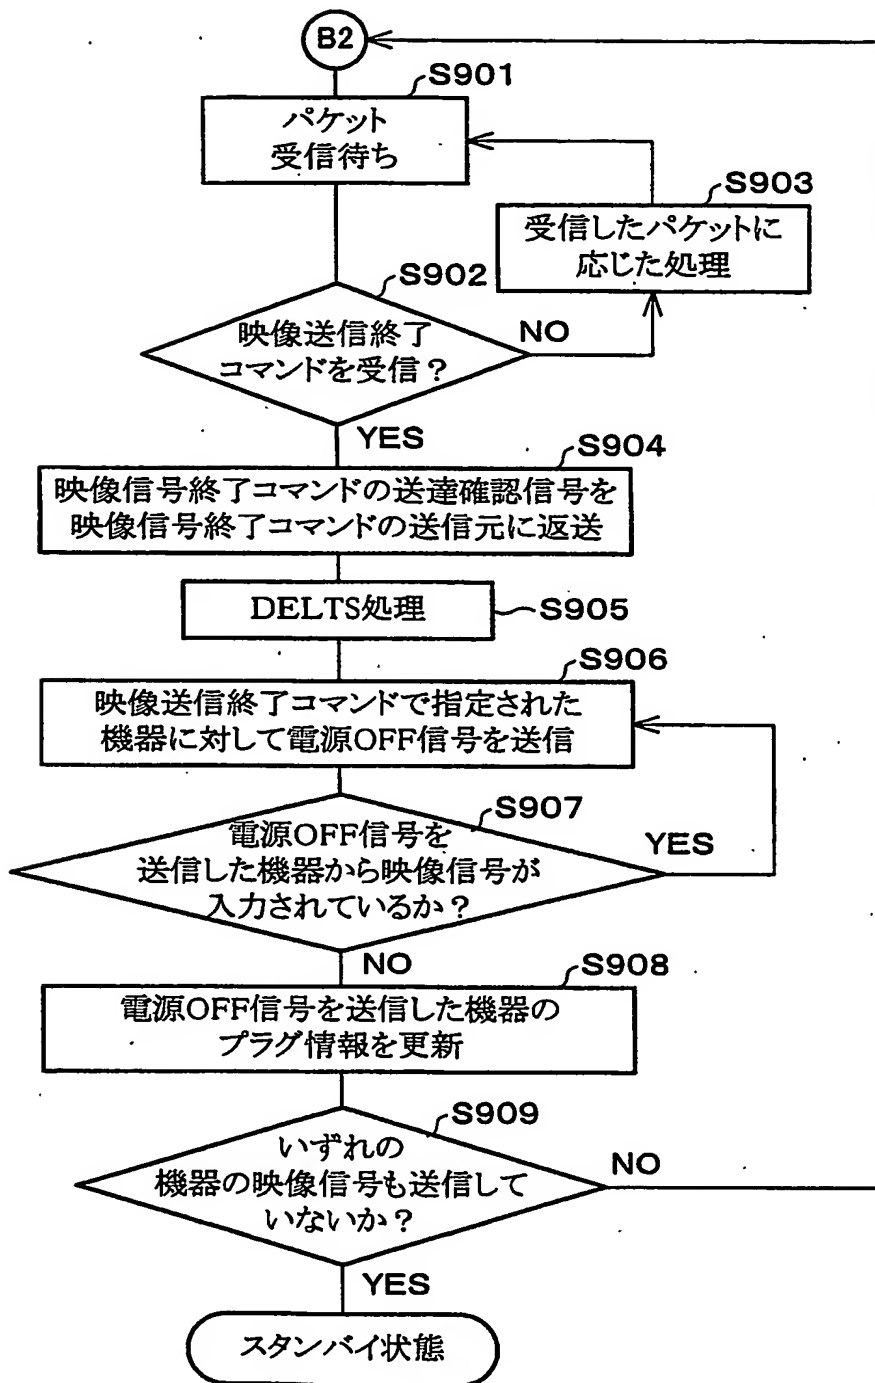 B2
S901
パケット
受信待ち
S903
受信したパケットに
応じた処理
S902
映像送信終了
コマンドを受信？
NO
YES
S904
映像信号終了コマンドの送達確認信号を
映像信号終了コマンドの送信元に返送
DELTS処理
S905
S906
映像送信終了コマンドで指定された
機器に対して電源OFF信号を送信
S907
電源OFF信号を
送信した機器から映像信号が
入力されているか？
YES
NO
S908
電源OFF信号を送信した機器の
プラグ情報を更新
S909
いずれの
機器の映像信号も送信して
いないか？
NO
YES
スタンバイ状態